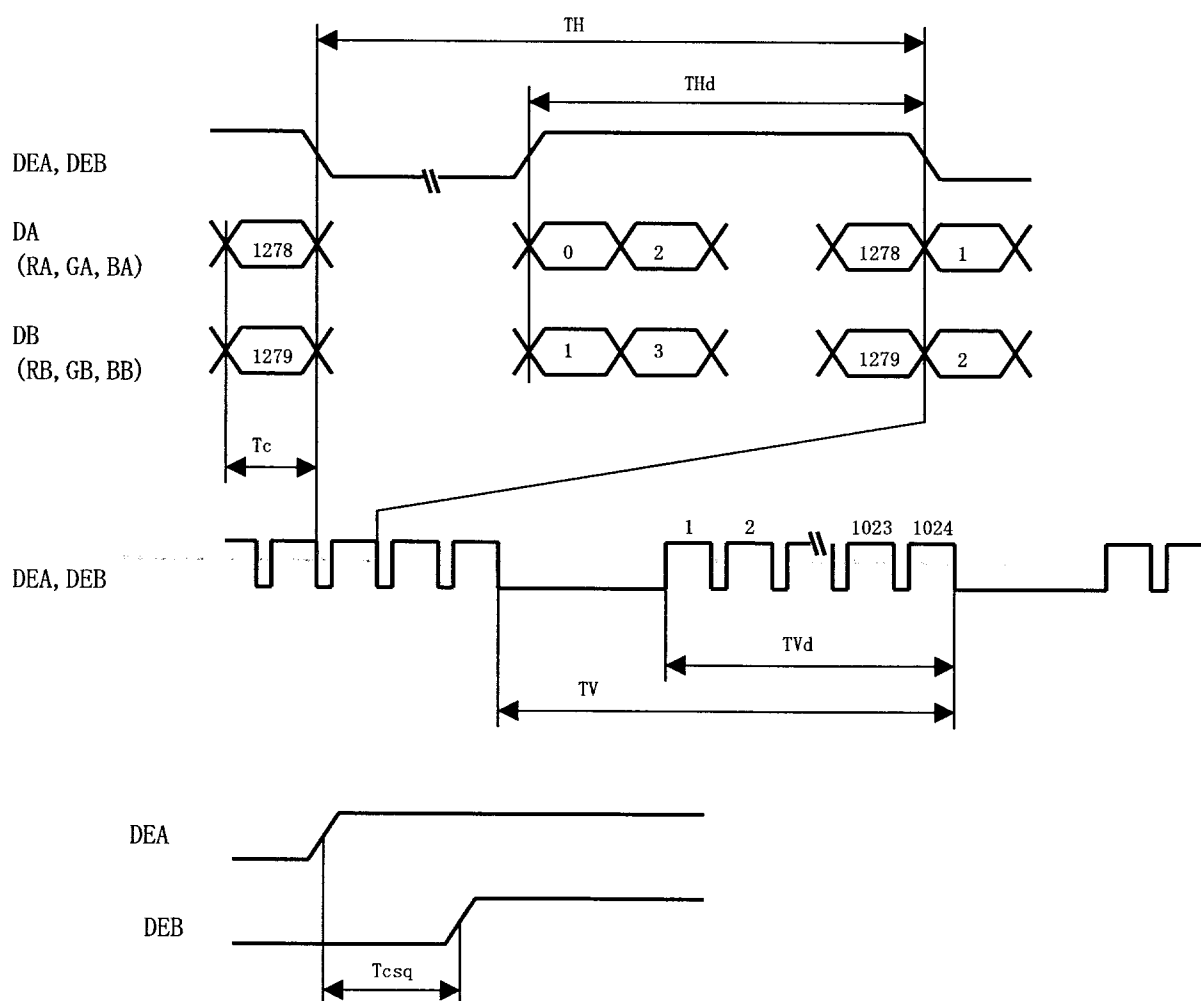 TH
THd
DEA, DEB
DA
1278 0 2 1278 1
(RA, GA, BA)
DB
1279 1 3 1279 2
(RB, GB, BB)
Tc
1 2 1023 1024
DEA, DEB
TVd
TV
DEA
DEB
Tcsq